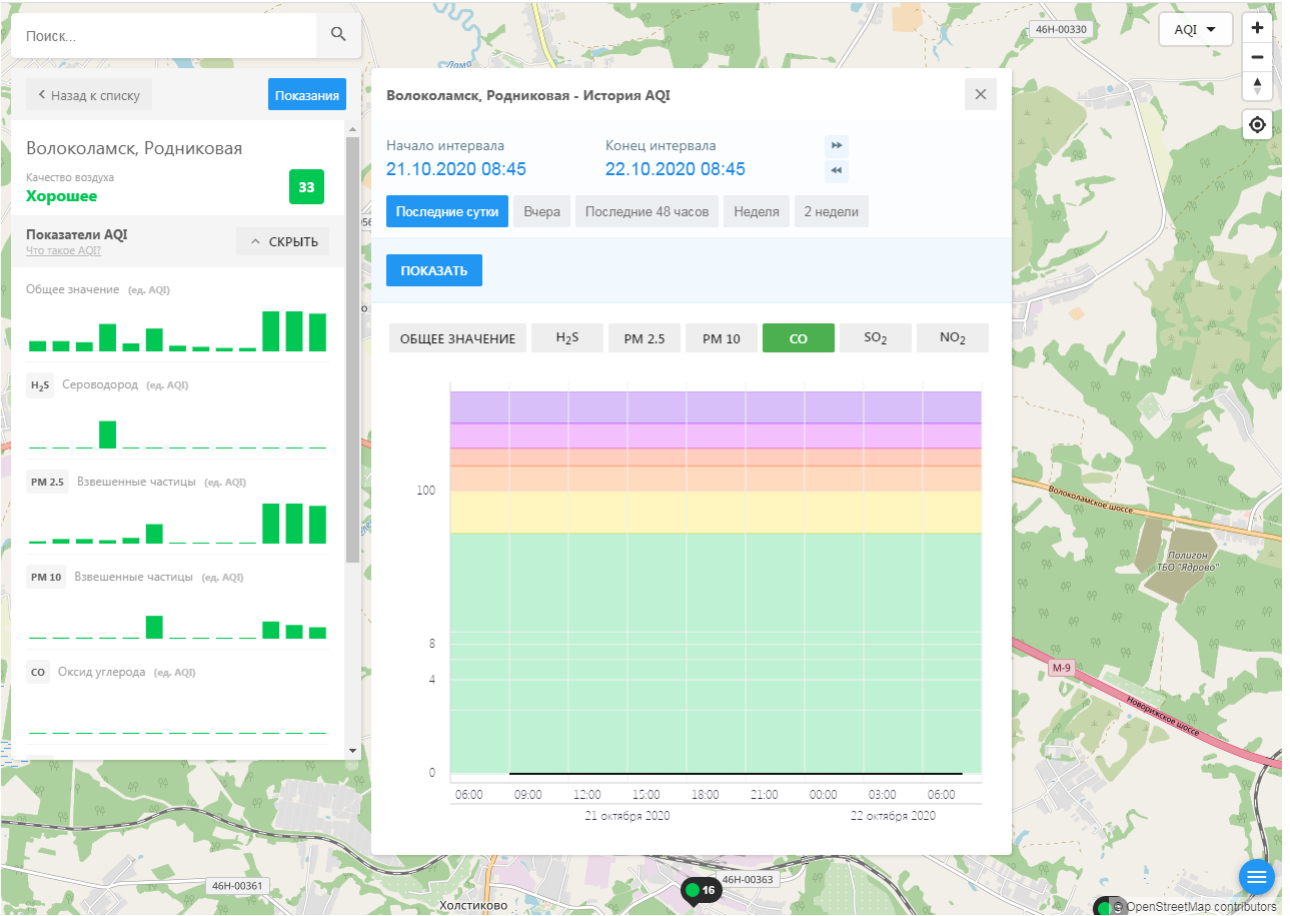 Поиск...
46Н-00330
AQI
Ламо
Назад к списку
Показания
Волоколамск, Родниковая
Качество воздуха
Хорошее
33
Показатели AQI
Что такое AQI?
СКРЫТЬ
Общее значение (ед. AQI)
H₂S Сероводород (ед. AQI)
PM 2.5 Взвешенные частицы (ед. AQI)
PM 10 Взвешенные частицы (ед. AQI)
CO Оксид углерода (ед. AQI)
Волоколамск, Родниковая - История AQI
Начало интервала
21.10.2020 08:45
Конец интервала
22.10.2020 08:45
Последние сутки
Вчера
Последние 48 часов
Неделя
2 недели
ПОКАЗАТЬ
ОБЩЕЕ ЗНАЧЕНИЕ
H₂S
PM 2.5
PM 10
CO
SO₂
NO₂
100
8
4
0
06:00 09:00 12:00 15:00 18:00 21:00 00:00 03:00 06:00
21 октября 2020 22 октября 2020
Волоколамское шоссе
Полигон
ТБО "Ядрово"
М-9
Новорижское шоссе
46Н-00361
46Н-00363
16
Холстиково
© OpenStreetMap contributors